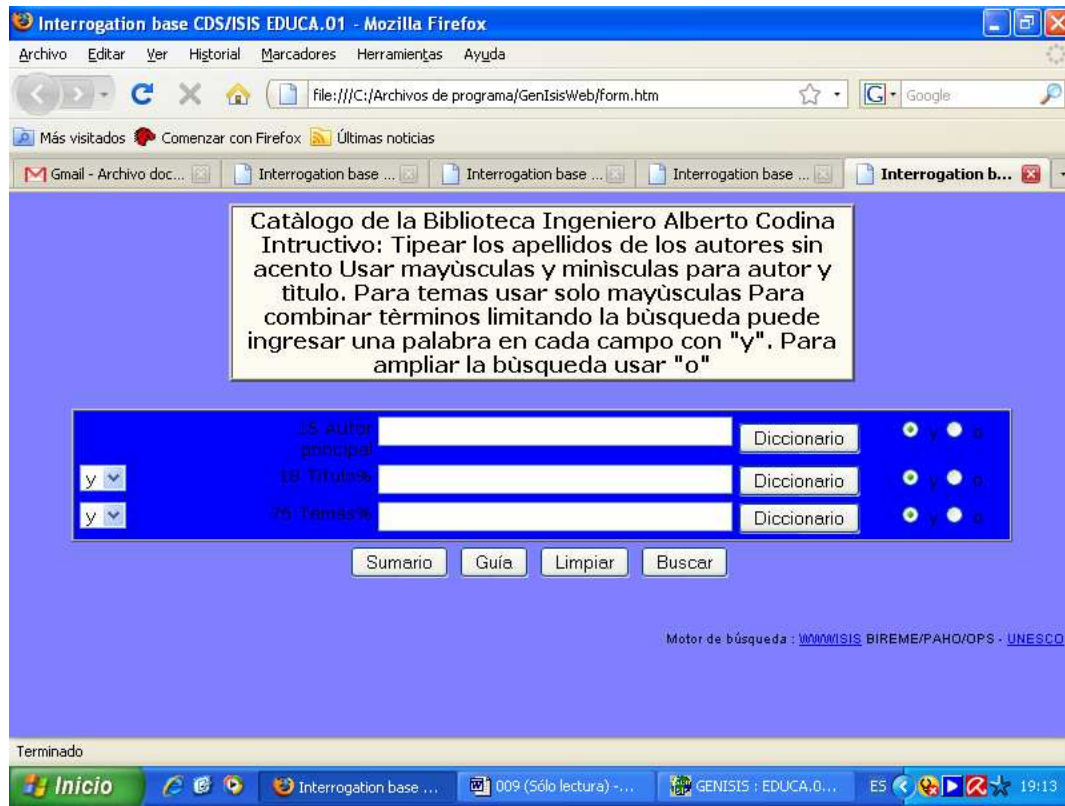 Interrogation base CDS/ISIS EDUCA.01 - Mozilla Firefox
Archivo Editar Ver Historial Marcadores Herramientas Ayuda
file:///C:/Archivos de programa/GenIsisWeb/form.htm
G Google
Más visitados Comenzar con Firefox Últimas noticias
Gmail - Archivo doc... Interrogation base ... Interrogation base ... Interrogation base ... Interrogation b...
Catàlogo de la Biblioteca Ingeniero Alberto Codina
Intructivo: Tipear los apellidos de los autores sin
acento Usar mayùsculas y minìsculas para autor y
tìtulo. Para temas usar solo mayùsculas Para
combinar tèrminos limitando la bùsqueda puede
ingresar una palabra en cada campo con "y". Para
ampliar la bùsqueda usar "o"
Autor Diccionario y o
principal
y 18 Título% Diccionario y o
y 76 Temas% Diccionario y o
Sumario Guía Limpiar Buscar
Motor de búsqueda : WWWISIS BIREME/PAHO/OPS - UNESCO
Terminado
Inicio Interrogation base ... 009 (Sólo lectura) -... GENISIS : EDUCA.0... ES 19:13